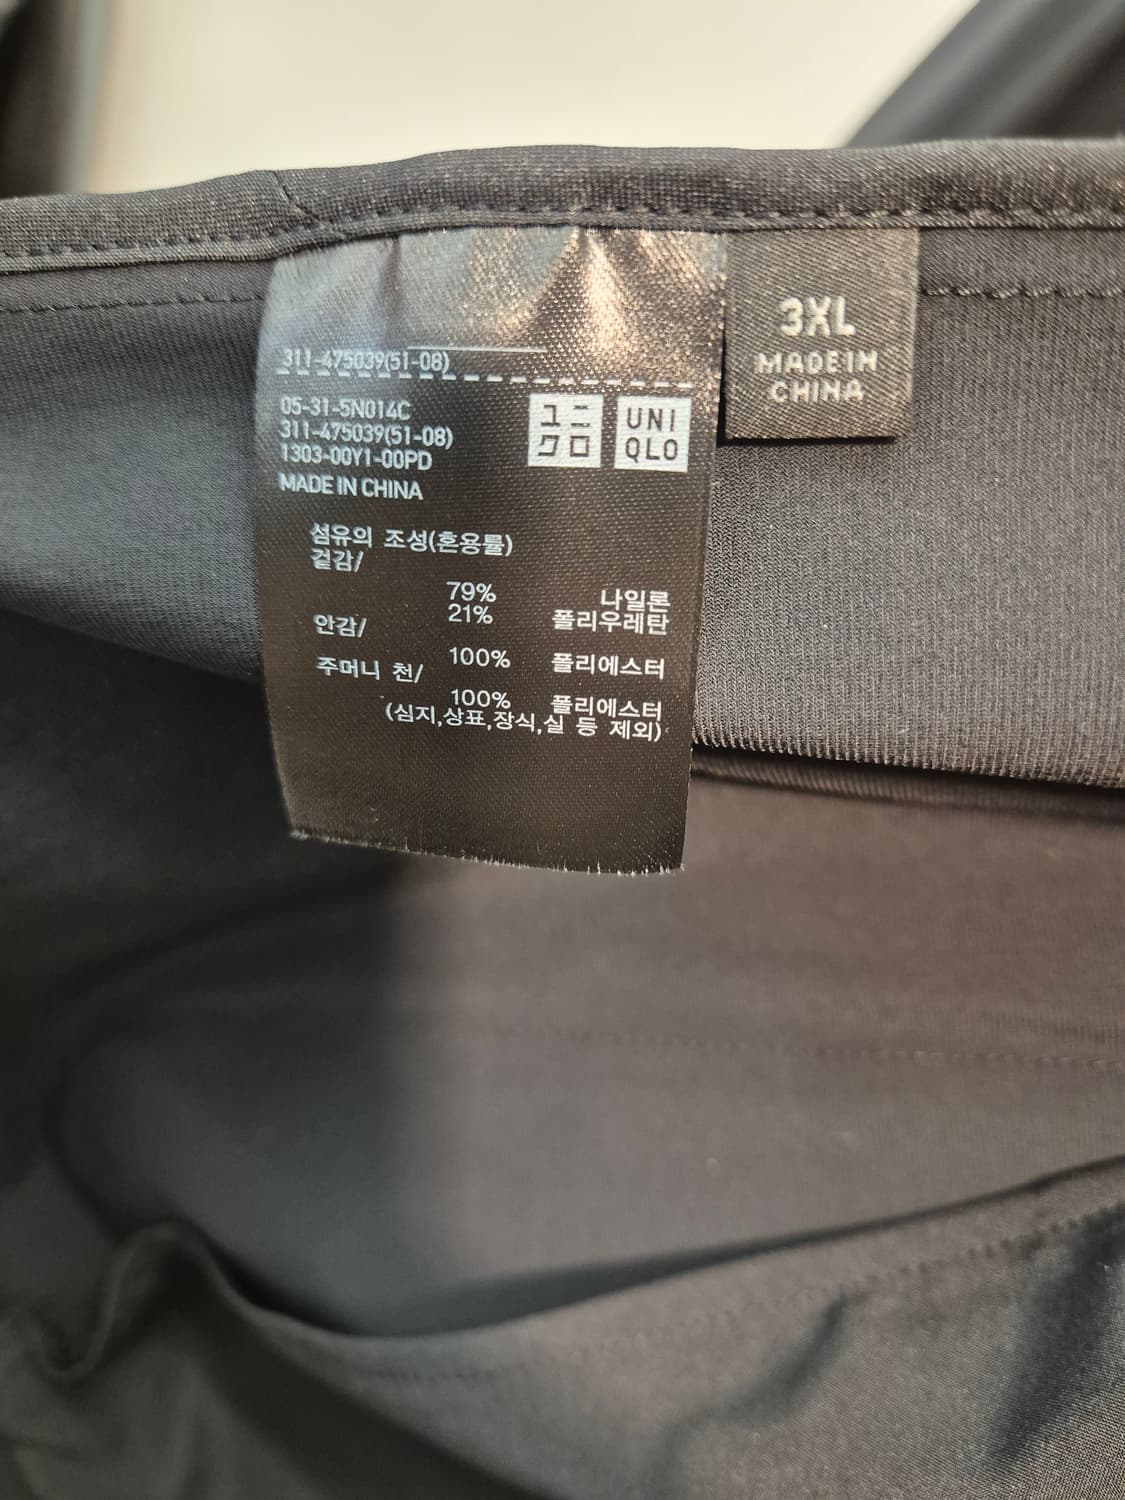 311-475039(51-08)
05-31-5N014C
311-475039(51-08)
1303-00Y1-00PD
MADE IN CHINA
ユニ
クロ
UNI
QLO
섬유의 조성(혼용률)
겉감/
79% 나일론
21% 폴리우레탄
안감/
100% 폴리에스터
주머니 천/
100% 폴리에스터
(심지,상표,장식,실 등 제외)
3XL
MADE IN
CHINA